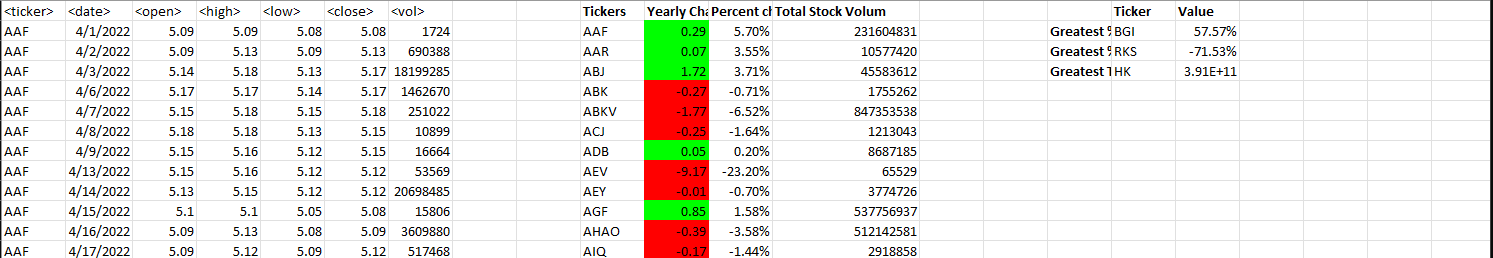 <ticker> <date> <open> <high> <low> <close> <vol> Tickers Yearly Cha Percent cl Total Stock Volum Ticker Value
AAF 4/1/2022 5.09 5.09 5.08 5.08 1724 AAF 0.29 5.70% 231604831 Greatest % BGI 57.57%
AAF 4/2/2022 5.09 5.13 5.09 5.13 690388 AAR 0.07 3.55% 10577420 Greatest % RKS -71.53%
AAF 4/3/2022 5.14 5.18 5.13 5.17 18199285 ABJ 1.72 3.71% 45583612 Greatest T HK 3.91E+11
AAF 4/6/2022 5.17 5.17 5.14 5.17 1462670 ABK -0.27 -0.71% 1755262
AAF 4/7/2022 5.15 5.18 5.15 5.18 251022 ABKV -1.77 -6.52% 847353538
AAF 4/8/2022 5.18 5.18 5.13 5.15 10899 ACJ -0.25 -1.64% 1213043
AAF 4/9/2022 5.15 5.16 5.12 5.15 16664 ADB 0.05 0.20% 8687185
AAF 4/13/2022 5.15 5.16 5.12 5.12 53569 AEV -9.17 -23.20% 65529
AAF 4/14/2022 5.13 5.15 5.12 5.12 20698485 AEY -0.01 -0.70% 3774726
AAF 4/15/2022 5.1 5.1 5.05 5.08 15806 AGF 0.85 1.58% 537756937
AAF 4/16/2022 5.09 5.13 5.08 5.09 3609880 AHAO -0.39 -3.58% 512142581
AAF 4/17/2022 5.09 5.12 5.09 5.12 517468 AIQ -0.17 -1.44% 2918858